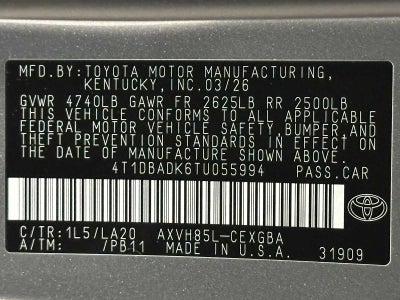 MFD.BY:TOYOTA MOTOR MANUFACTURING,
KENTUCKY, INC.03/26
GVWR 4740LB GAWR FR 2625LB RR 2500LB
THIS VEHICLE CONFORMS TO ALL APPLICABLE
FEDERAL MOTOR VEHICLE SAFETY, BUMPER, AND
THEFT PREVENTION STANDARDS IN EFFECT ON
THE DATE OF MANUFACTURE SHOWN ABOVE.
4T1DBADK6TU055994 PASS.CAR
C/TR:1L5/LA20 AXVH85L-CEXGBA
A/TM: /PB11 MADE IN U.S.A. 31909
TOYOTA